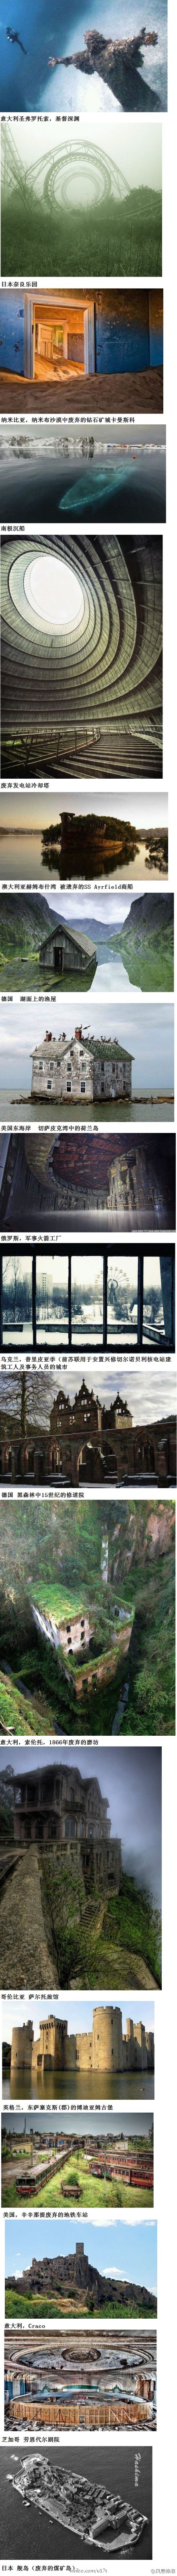 意大利圣弗罗托索，基督深渊
日本奈良乐园
纳米比亚，纳米布沙漠中废弃的钻石矿城卡曼斯科
南极沉船
废弃发电站冷却塔
澳大利亚赫姆布什湾 被遗弃的SS Ayrfield商船
德国 湖面上的渔屋
美国东海岸 切萨皮克湾中的荷兰岛
俄罗斯，军事火箭工厂
乌克兰，普里皮亚季（前苏联用于安置兴修切尔诺贝利核电站建
筑工人及事务人员的城市
德国 黑森林中15世纪的修道院
意大利，索伦托，1866年废弃的磨坊
哥伦比亚 萨尔托旅馆
英格兰，东萨塞克斯(郡)的博迪亚姆古堡
美国，辛辛那提废弃的地铁车站
意大利，Craco
芝加哥 劳恩代尔剧院
日本 舰岛（废弃的煤矿岛）